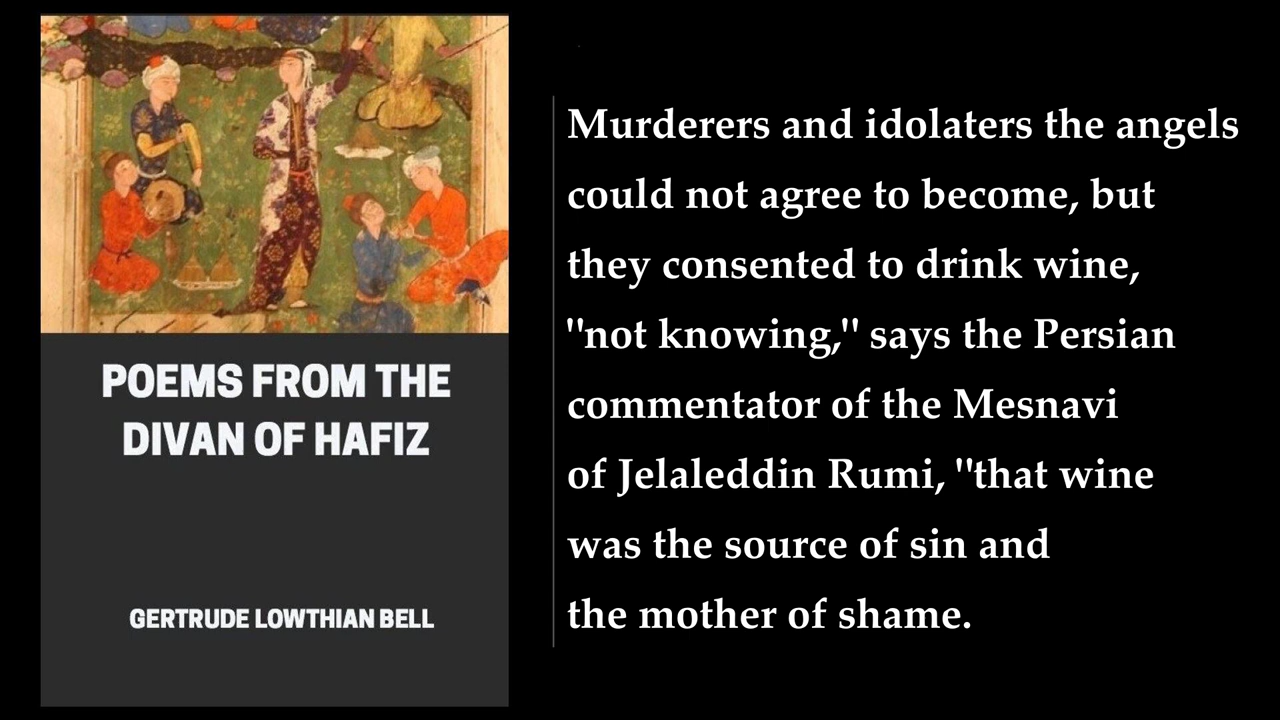 POEMS FROM THE
DIVAN OF HAFIZ
GERTRUDE LOWTHIAN BELL
Murderers and idolaters the angels
could not agree to become, but
they consented to drink wine,
"not knowing," says the Persian
commentator of the Mesnavi
of Jelaleddin Rumi, "that wine
was the source of sin and
the mother of shame.